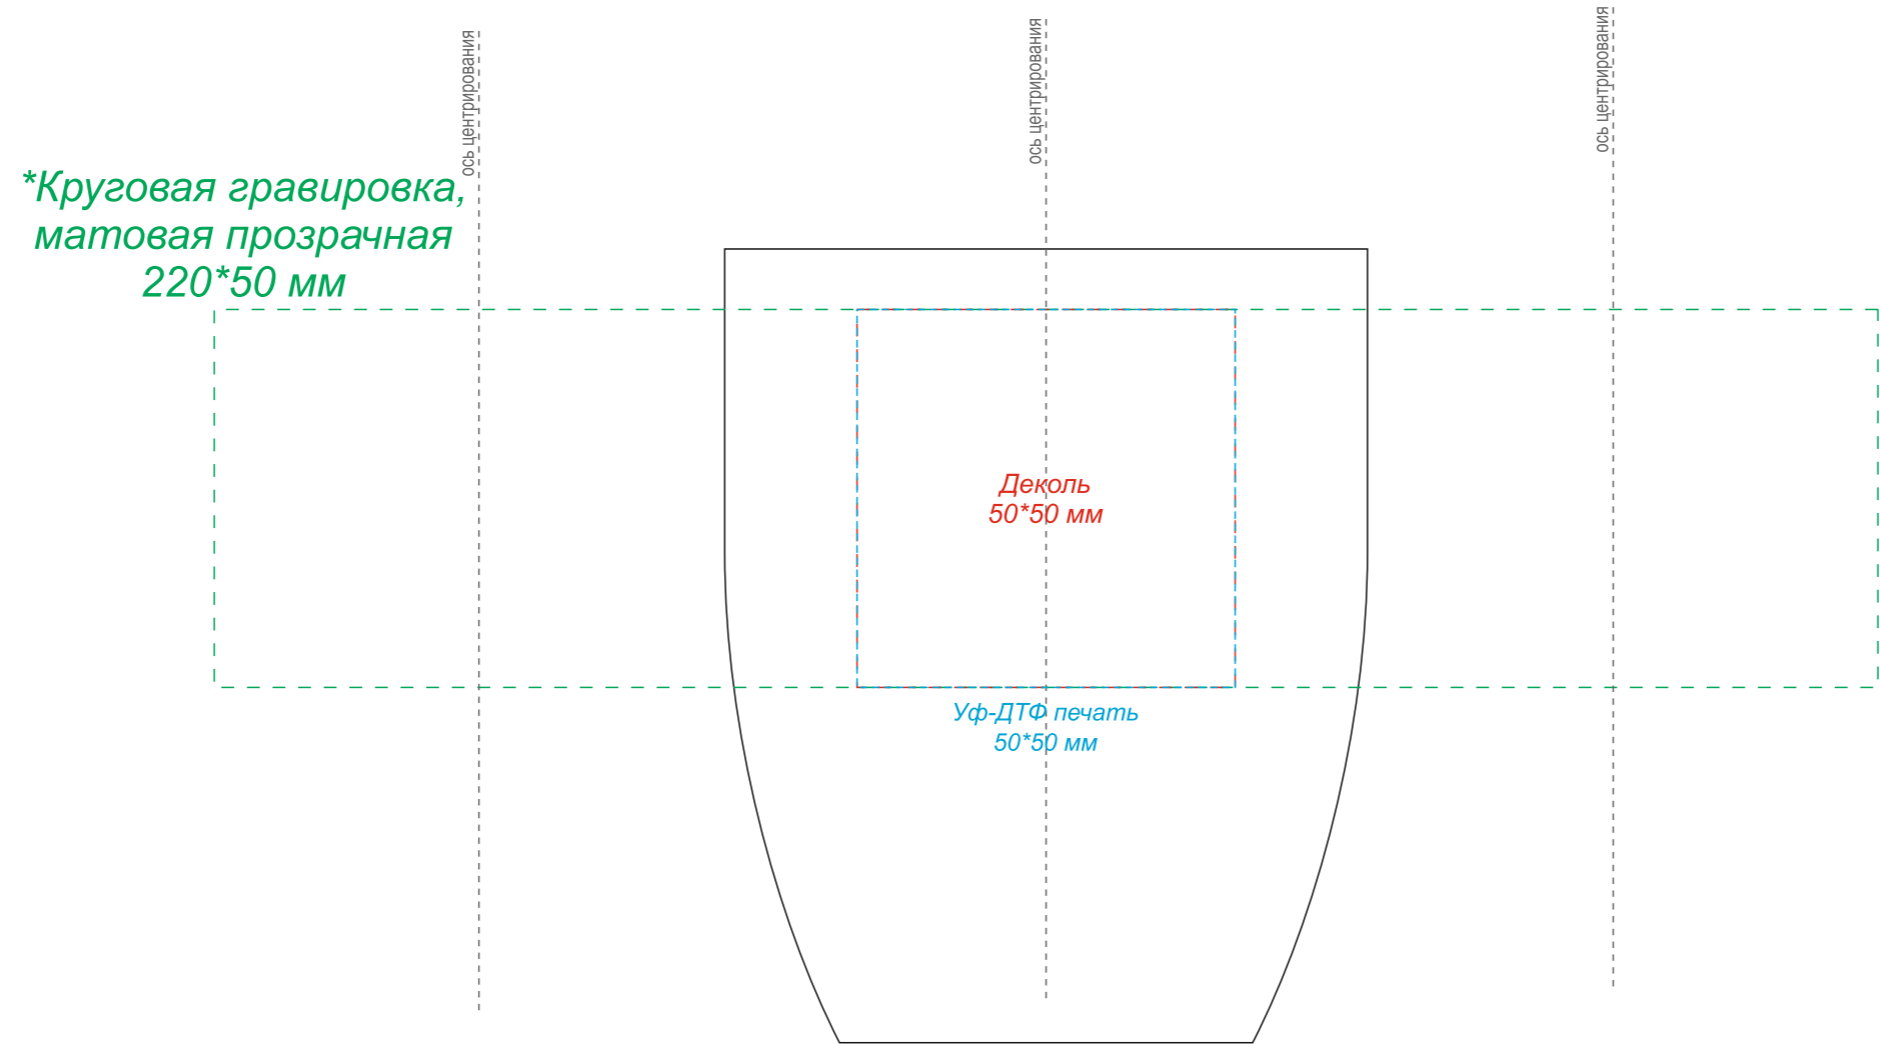 ось центрирования
ось центрирования
ось центрирования
*Круговая гравировка,
матовая прозрачная
220*50 мм
Деколь
50*50 мм
Уф-ДТФ печать
50*50 мм